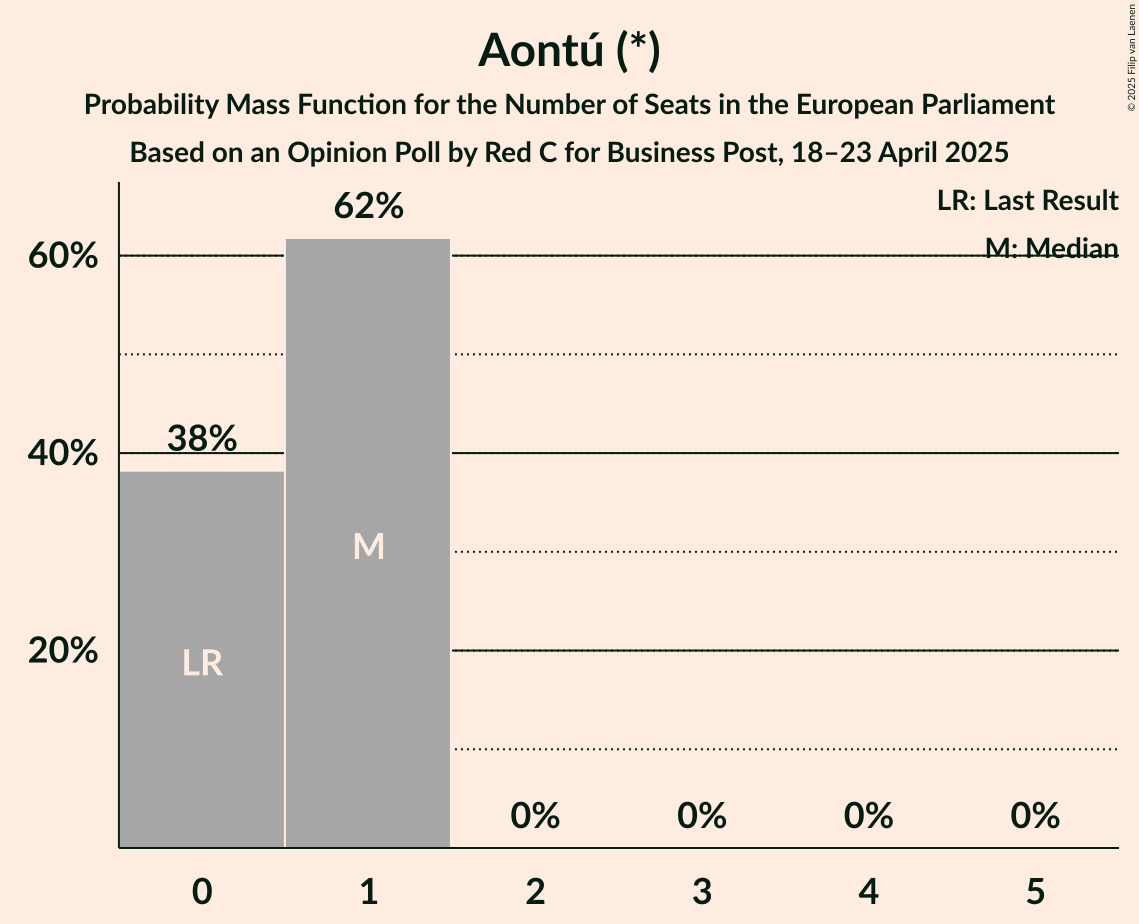 Aontú (*)
Probability Mass Function for the Number of Seats in the European Parliament
Based on an Opinion Poll by Red C for Business Post, 18–23 April 2025
© 2025 Filip van Laenen
LR: Last Result
M: Median
60%
40%
20%
38%
62%
0%
0%
0%
0%
LR
M
0
1
2
3
4
5